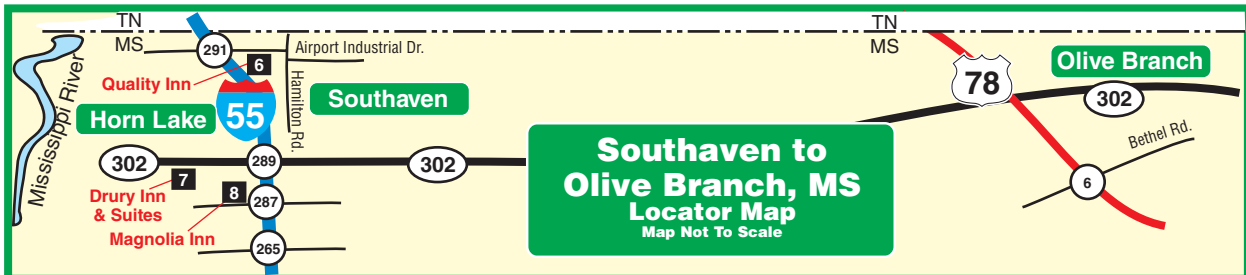 TN
MS
TN
MS
291
Airport Industrial Dr.
6
Quality Inn
Hamilton Rd.
Mississippi River
Horn Lake
55
Southaven
78
Olive Branch
302
302
289
302
7
Drury Inn
& Suites
8
287
Magnolia Inn
265
Southaven to
Olive Branch, MS
Locator Map
Map Not To Scale
Bethel Rd.
6